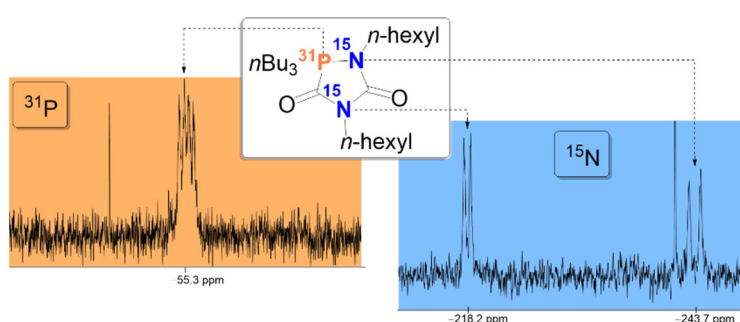 n-hexyl
15
nBu₃ ³¹P N
15
O N O
n-hexyl
³¹P
¹⁵N
−55.3 ppm
−218.2 ppm −243.7 ppm